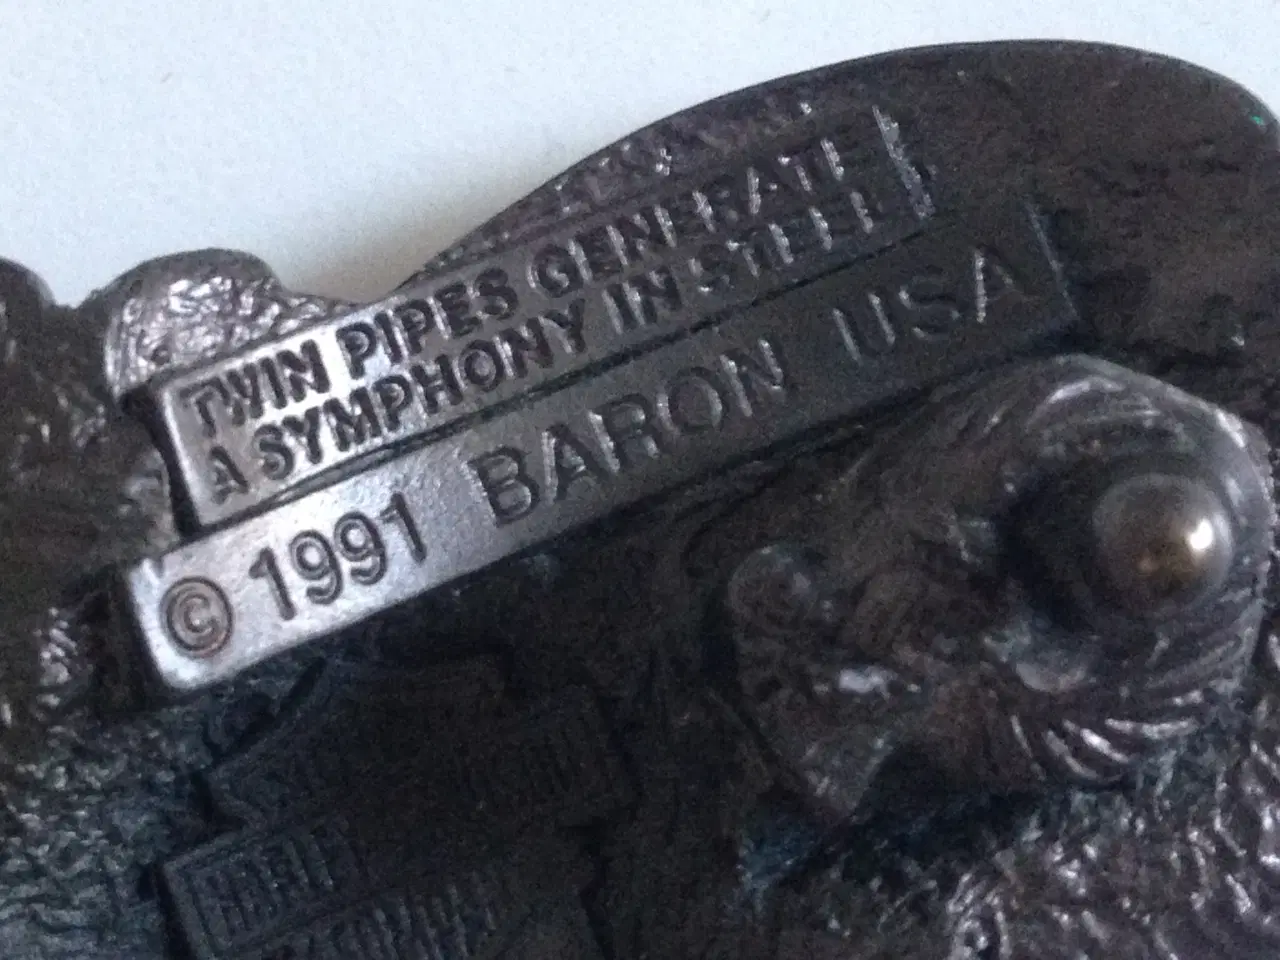 TWIN PIPES GENERATE
A SYMPHONY IN STEEL
© 1991 BARON USA